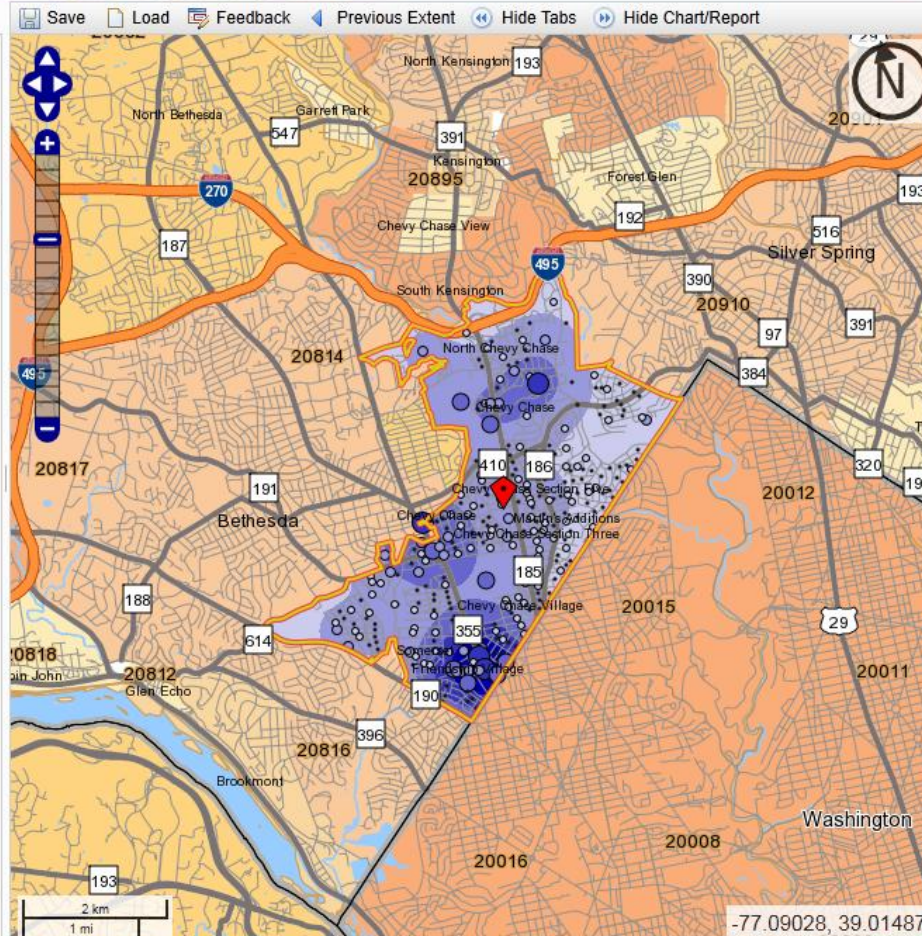 Save Load Feedback Previous Extent Hide Tabs Hide Chart/Report
North Kensington 193
N
North Bethesda
Garrett Park
547
391
Kensington
20895
270
Forest Glen
193
192
Chevy Chase View
516
187
Silver Spring
495
390
South Kensington
20910
391
97
North Chevy Chase
20814
384
495
Chevy Chase
410 186
20817
320
191
20012
Bethesda
Chevy Chase
Martin's Additions
Chevy Chase Section Three
185
188
Chevy Chase Village
20015
29
355
614
20812
Glen Echo
Friendship Village
20011
190
396
20816
Brookmont
Washington
20008
20016
193
2 km
1 mi
-77.09028, 39.01487